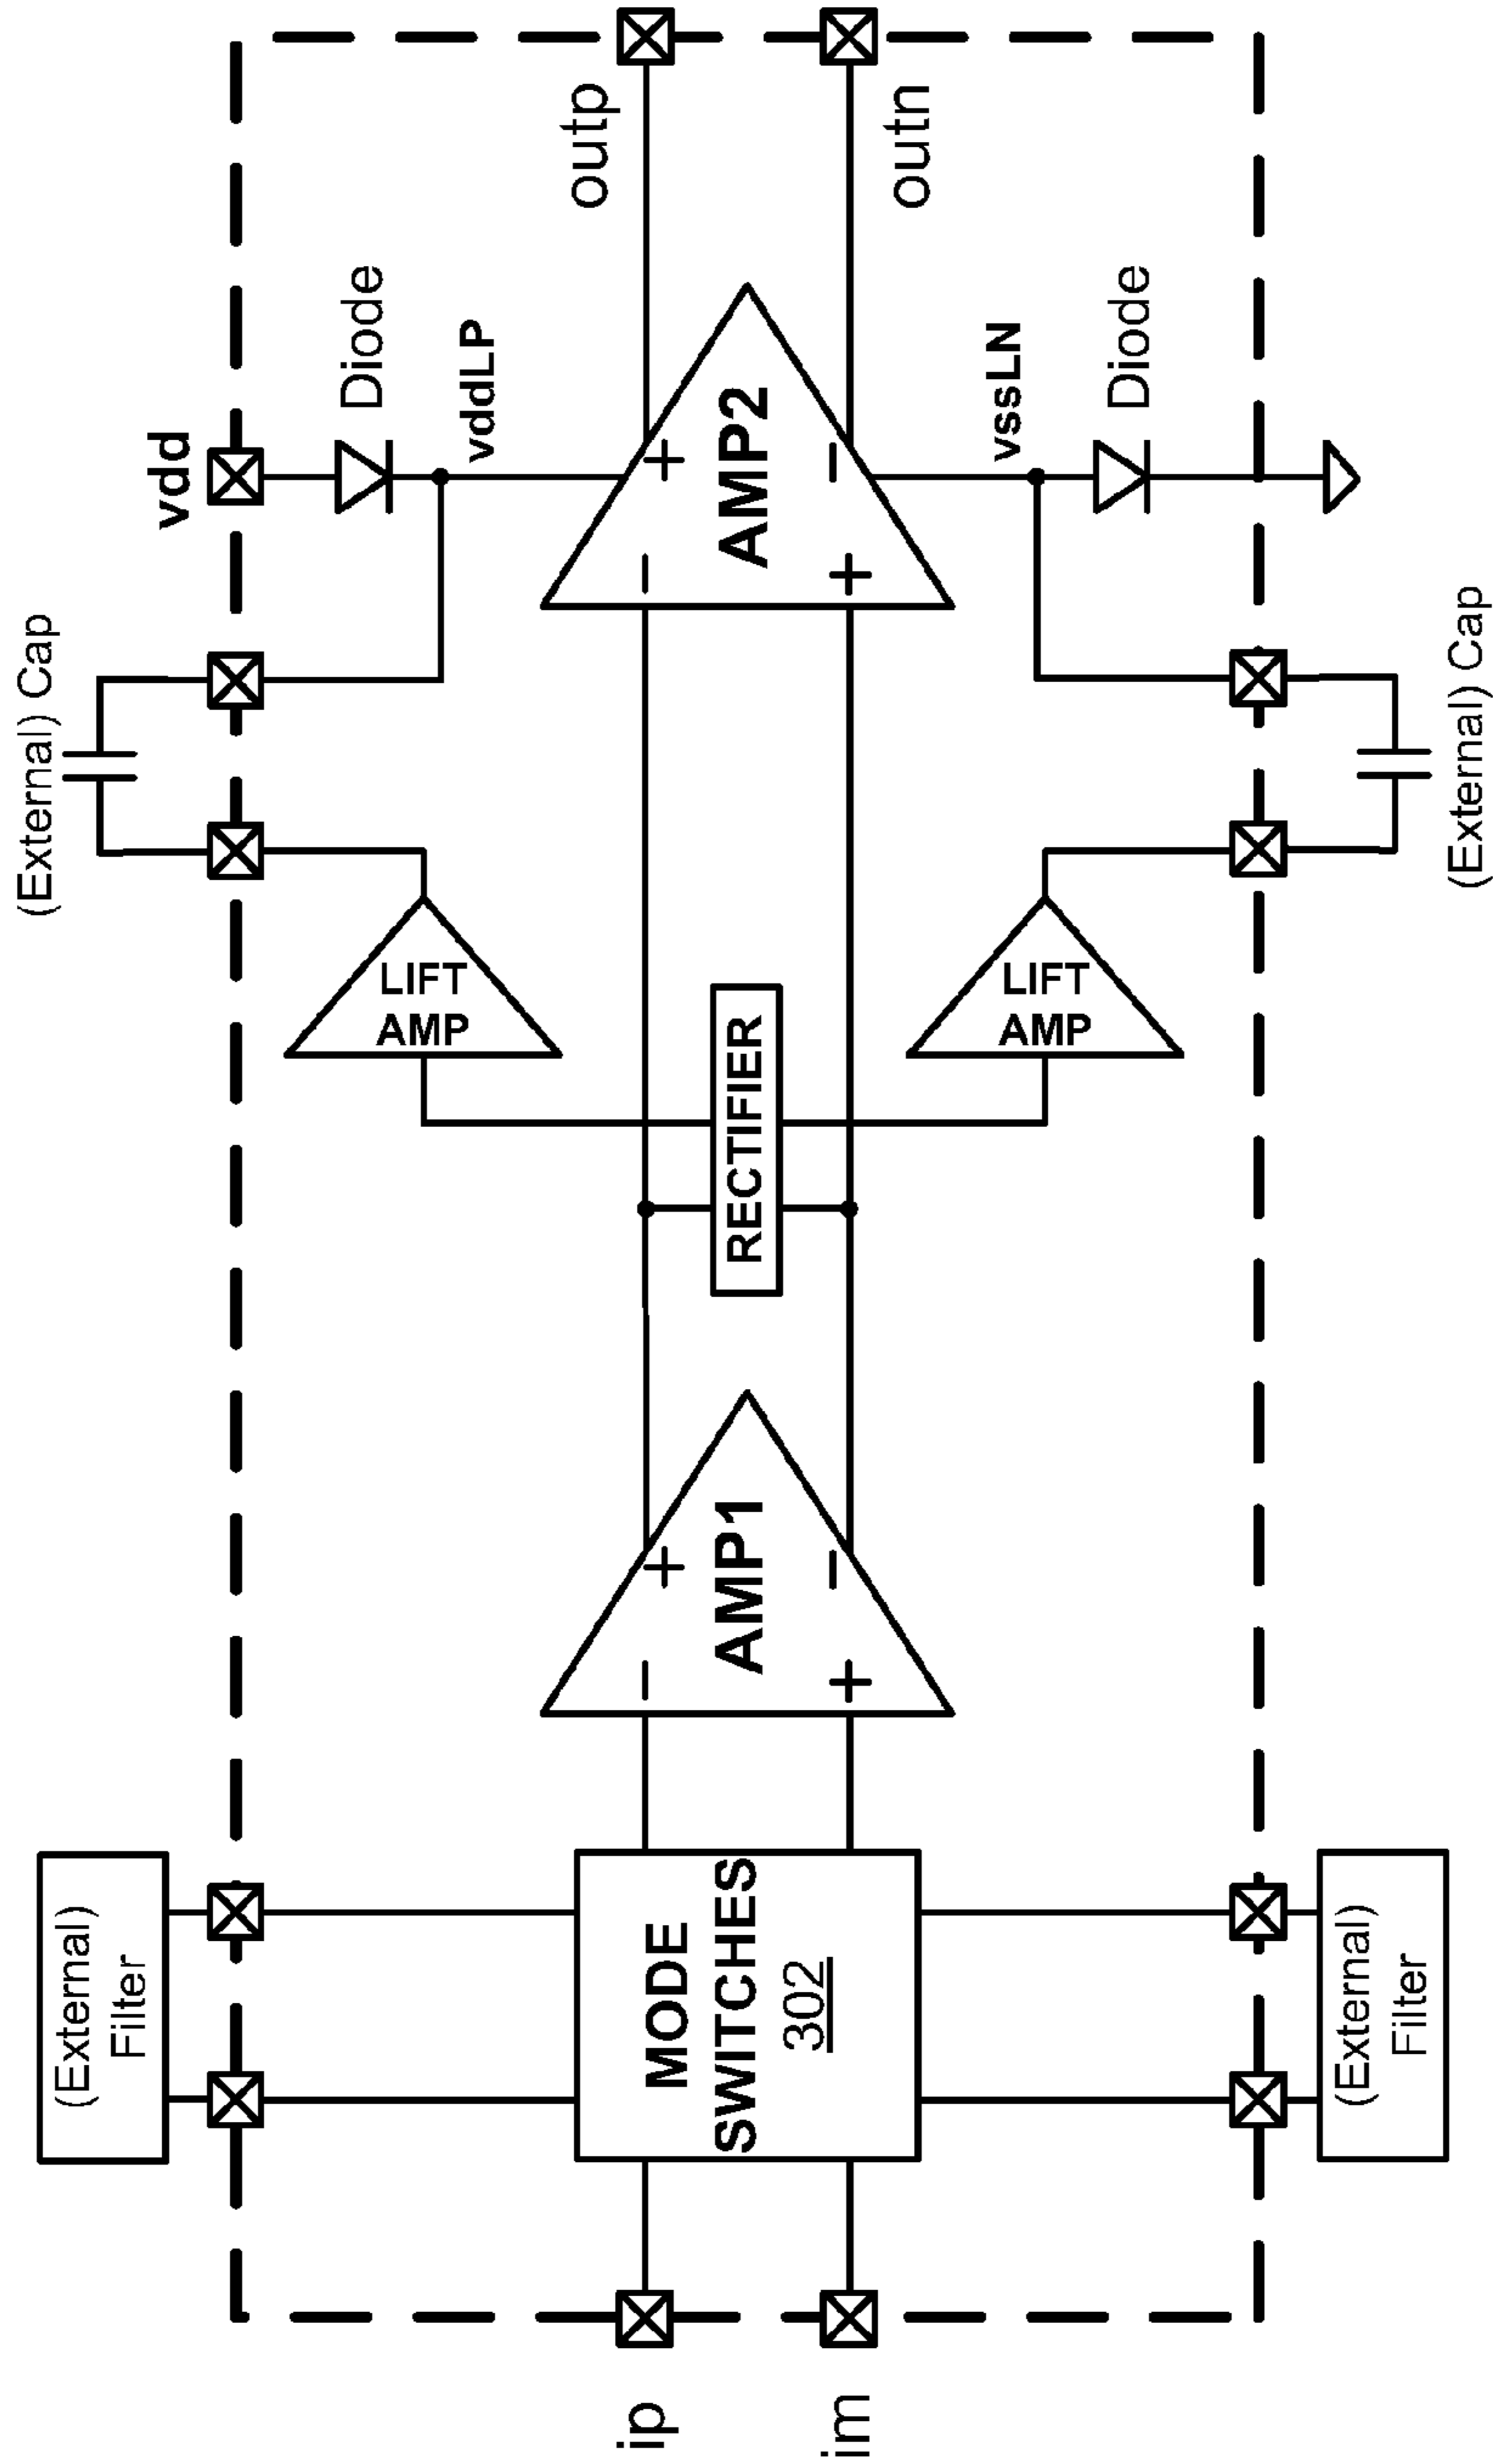 (External) Cap
vdd
Diode
vddLP
outp
(External)
Filter
LIFT
AMP
ip
MODE
SWITCHES
302
-
+
AMP1
+
-
RECTIFIER
-
+
AMP2
+
-
im
LIFT
AMP
vssLN
Diode
outn
(External)
Filter
(External) Cap